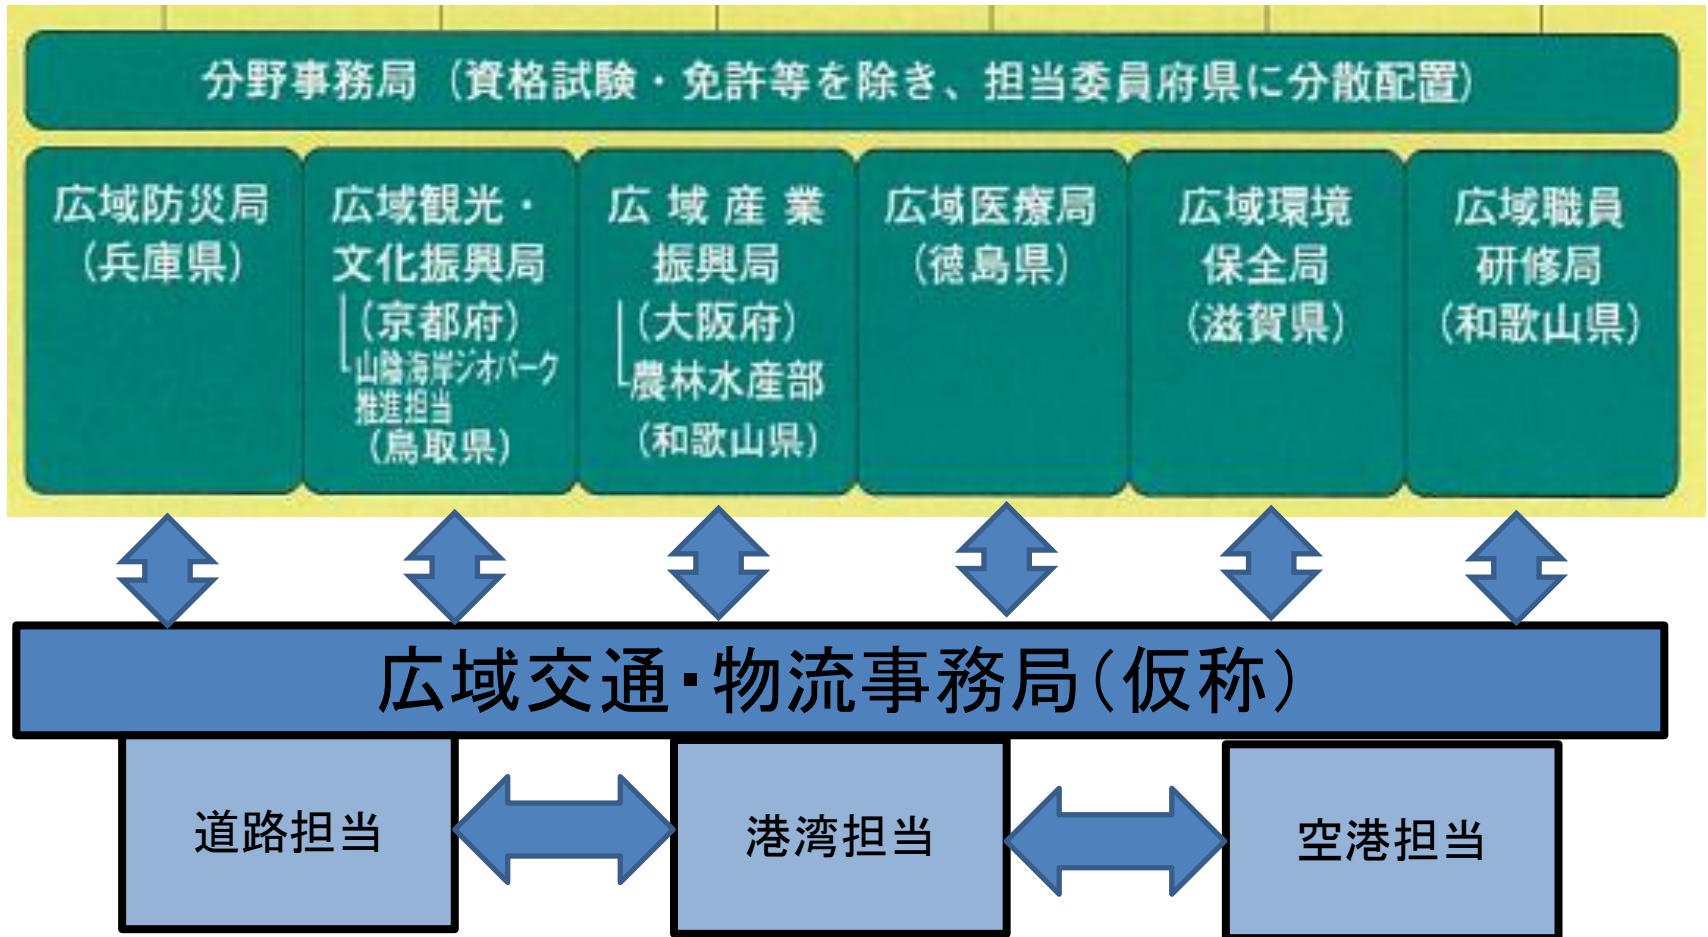 分野事務局（資格試験・免許等を除き、担当委員府県に分散配置）
広域防災局
（兵庫県）
広域観光・
文化振興局
（京都府）
山陰海岸ジオパーク
推進担当
（鳥取県）
広域産業
振興局
（大阪府）
農林水産部
（和歌山県）
広域医療局
（徳島県）
広域環境
保全局
（滋賀県）
広域職員
研修局
（和歌山県）
広域交通・物流事務局（仮称）
道路担当
港湾担当
空港担当